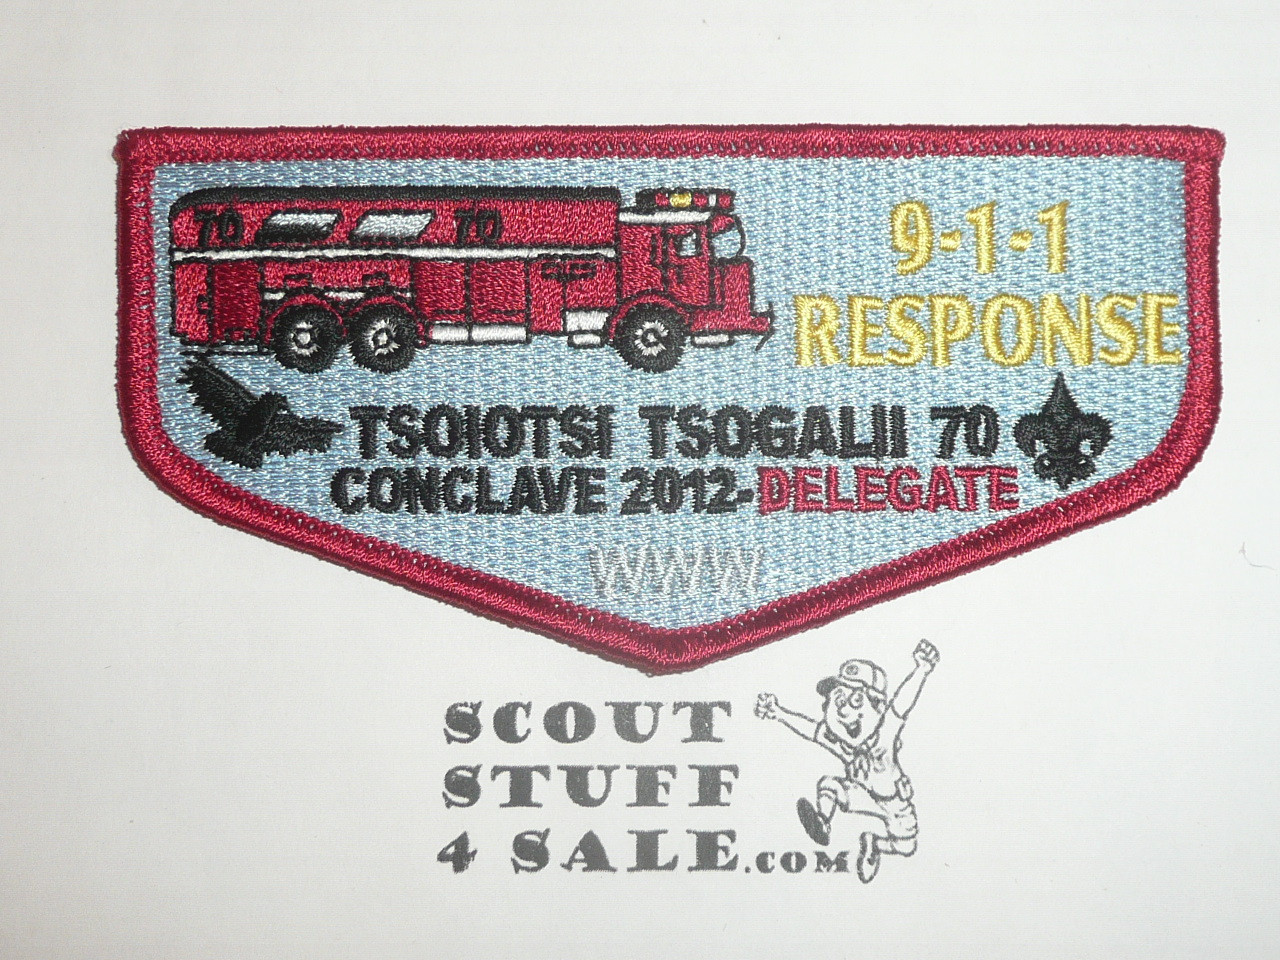 70 70
9-1-1
RESPONSE
TSOIOTSI TSOGALII 70
CONCLAVE 2012-DELEGATE
WWW
SCOUT
STUFF
4 SALE.COM